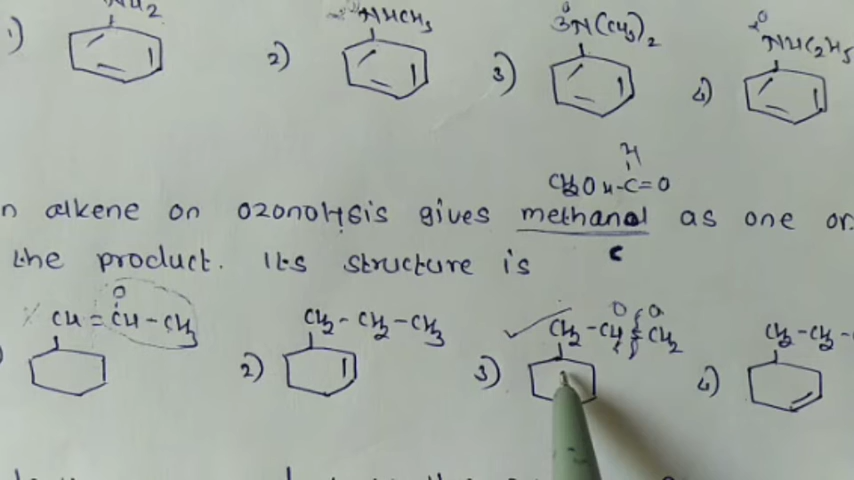 1) NH2 2) NHCH3 3) 3° N(CH3)2 4) 2° NHC2H5
H
CH3OH H-C=O
n alkene on ozonolysis gives methanal as one or
the product. Its structure is
CH=CH-CH3 2) CH2-CH2-CH3 3) CH2-CH=CH2 4) CH2-CH2-
O O O